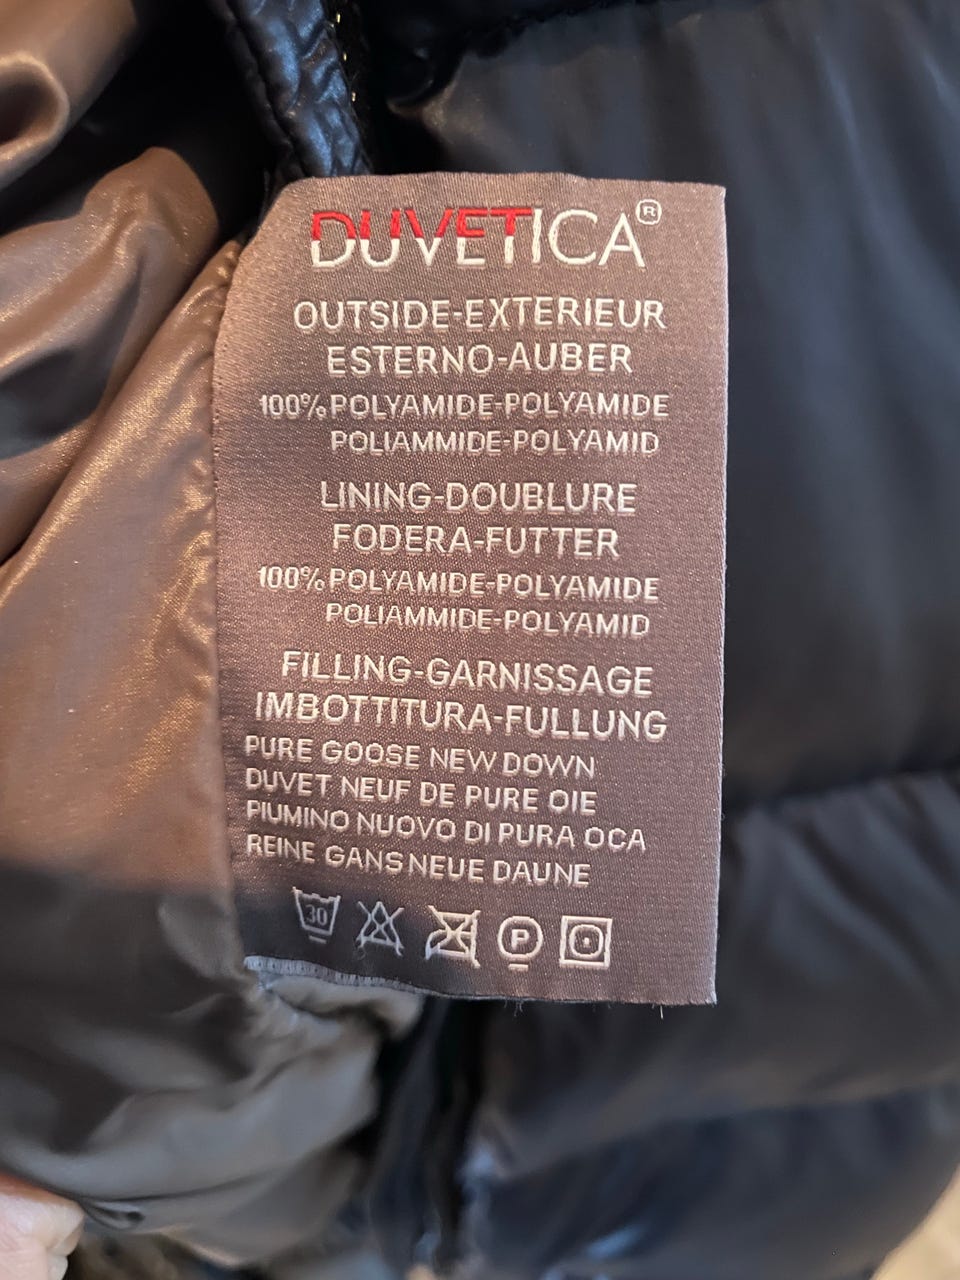 DUVETICA®
OUTSIDE-EXTERIEUR
ESTERNO-AUBER
100% POLYAMIDE-POLYAMIDE
POLIAMMIDE-POLYAMID
LINING-DOUBLURE
FODERA-FUTTER
100% POLYAMIDE-POLYAMIDE
POLIAMMIDE-POLYAMID
FILLING-GARNISSAGE
IMBOTTITURA-FULLUNG
PURE GOOSE NEW DOWN
DUVET NEUF DE PURE OIE
PIUMINO NUOVO DI PURA OCA
REINE GANS NEUE DAUNE
30 P